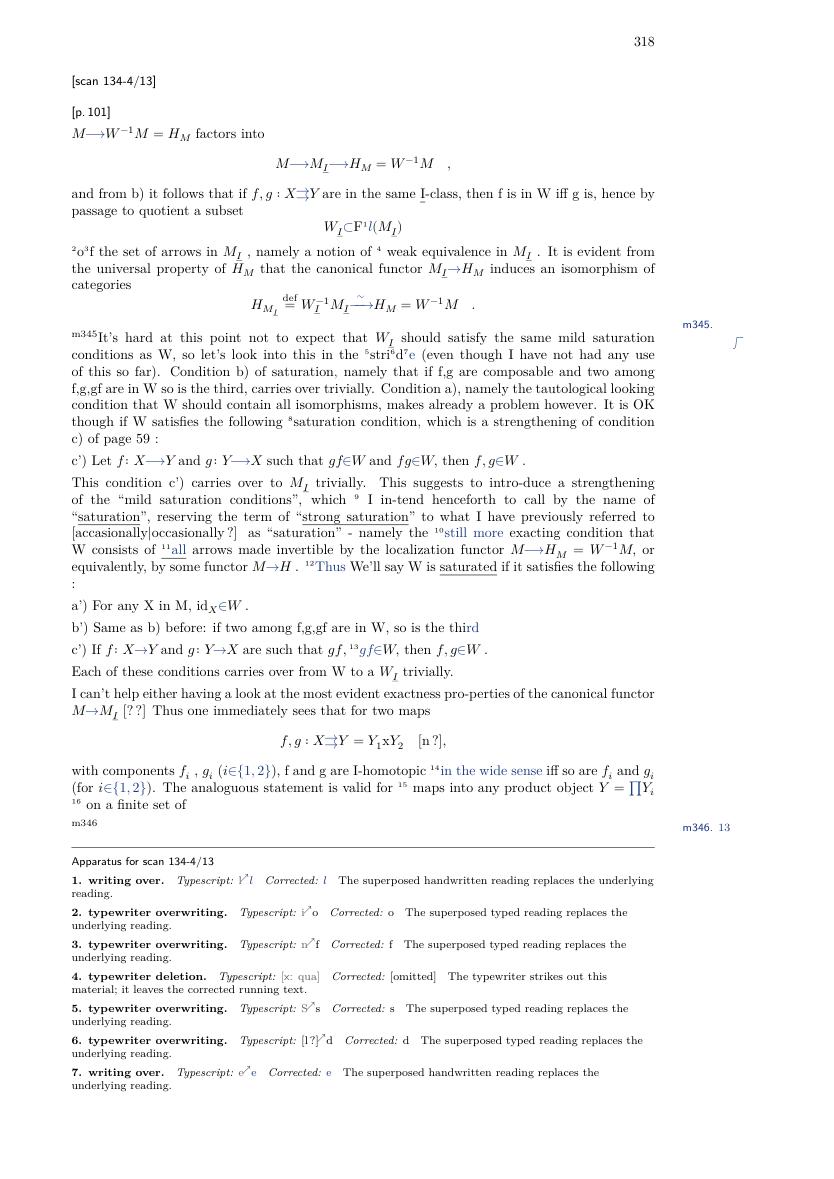 318
[scan 134-4/13]
[p. 101]
M⟶W⁻¹M = H_M factors into
M⟶M_I⟶H_M = W⁻¹M ,
and from b) it follows that if f, g : X⇉Y are in the same I-class, then f is in W iff g is, hence by
passage to quotient a subset
W_I⊂F¹l(M_I)
²o³f the set of arrows in M_I , namely a notion of ⁴ weak equivalence in M_I . It is evident from
the universal property of H_M that the canonical functor M_I→H_M induces an isomorphism of
categories
H_{M_I} def= W_I⁻¹M_I ∼⟶H_M = W⁻¹M .
m345It's hard at this point not to expect that W_I should satisfy the same mild saturation
m345.
conditions as W, so let's look into this in the ⁵stri⁶d⁷e (even though I have not had any use
of this so far). Condition b) of saturation, namely that if f,g are composable and two among
f,g,gf are in W so is the third, carries over trivially. Condition a), namely the tautological looking
condition that W should contain all isomorphisms, makes already a problem however. It is OK
though if W satisfies the following ⁸saturation condition, which is a strengthening of condition
c) of page 59 :
c') Let f : X⟶Y and g : Y⟶X such that gf∈W and fg∈W, then f, g∈W .
This condition c') carries over to M_I trivially. This suggests to intro-duce a strengthening
of the “mild saturation conditions”, which ⁹ I in-tend henceforth to call by the name of
“saturation”, reserving the term of “strong saturation” to what I have previously referred to
[accasionally|occasionally ?] as “saturation” - namely the ¹⁰still more exacting condition that
W consists of ¹¹all arrows made invertible by the localization functor M⟶H_M = W⁻¹M, or
equivalently, by some functor M→H . ¹²Thus We'll say W is saturated if it satisfies the following
:
a') For any X in M, id_X∈W .
b') Same as b) before: if two among f,g,gf are in W, so is the third
c') If f : X→Y and g : Y→X are such that gf, ¹³gf∈W, then f, g∈W .
Each of these conditions carries over from W to a W_I trivially.
I can't help either having a look at the most evident exactness pro-perties of the canonical functor
M→M_I [? ?] Thus one immediately sees that for two maps
f, g : X⇉Y = Y₁xY₂ [n ?],
with components f_i , g_i (i∈{1, 2}), f and g are I-homotopic ¹⁴in the wide sense iff so are f_i and g_i
(for i∈{1, 2}). The analoguous statement is valid for ¹⁵ maps into any product object Y = ∏Y_i
¹⁶ on a finite set of
m346
m346. 13
Apparatus for scan 134-4/13
1. writing over. Typescript: l↗l Corrected: l The superposed handwritten reading replaces the underlying
reading.
2. typewriter overwriting. Typescript: i↗o Corrected: o The superposed typed reading replaces the
underlying reading.
3. typewriter overwriting. Typescript: n↗f Corrected: f The superposed typed reading replaces the
underlying reading.
4. typewriter deletion. Typescript: [x: qua] Corrected: [omitted] The typewriter strikes out this
material; it leaves the corrected running text.
5. typewriter overwriting. Typescript: S↗s Corrected: s The superposed typed reading replaces the
underlying reading.
6. typewriter overwriting. Typescript: [l ?]↗d Corrected: d The superposed typed reading replaces the
underlying reading.
7. writing over. Typescript: e↗e Corrected: e The superposed handwritten reading replaces the
underlying reading.